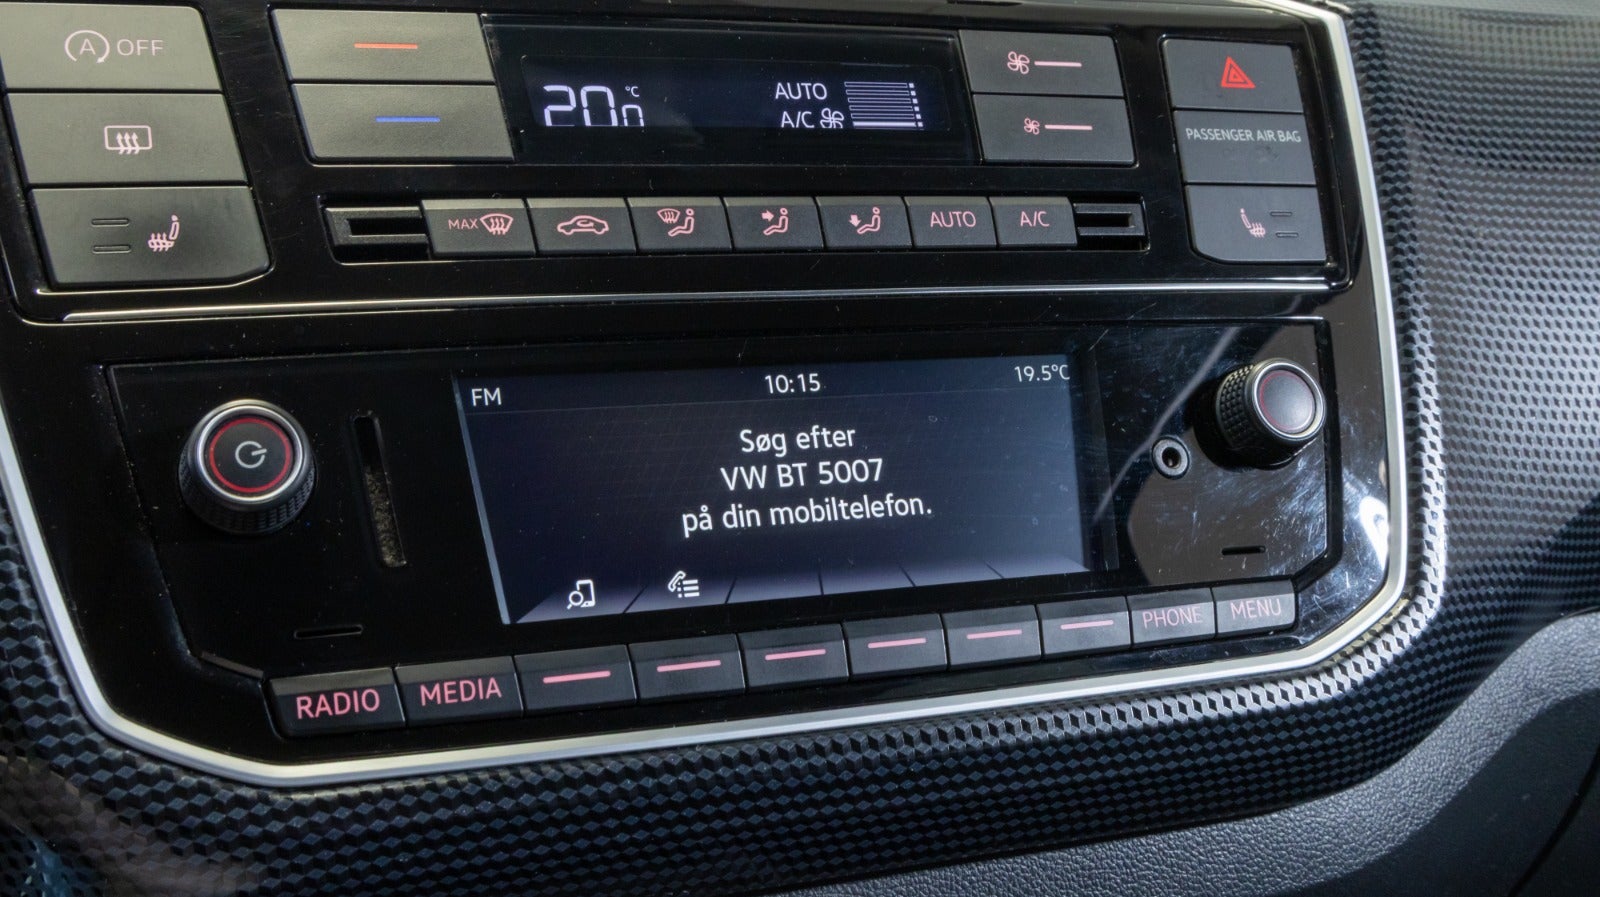 A OFF
20.0 °C
AUTO
A/C
PASSENGER AIR BAG
MAX
AUTO
A/C
FM
10:15
19.5°C
Søg efter
VW BT 5007
på din mobiltelefon.
RADIO
MEDIA
PHONE
MENU